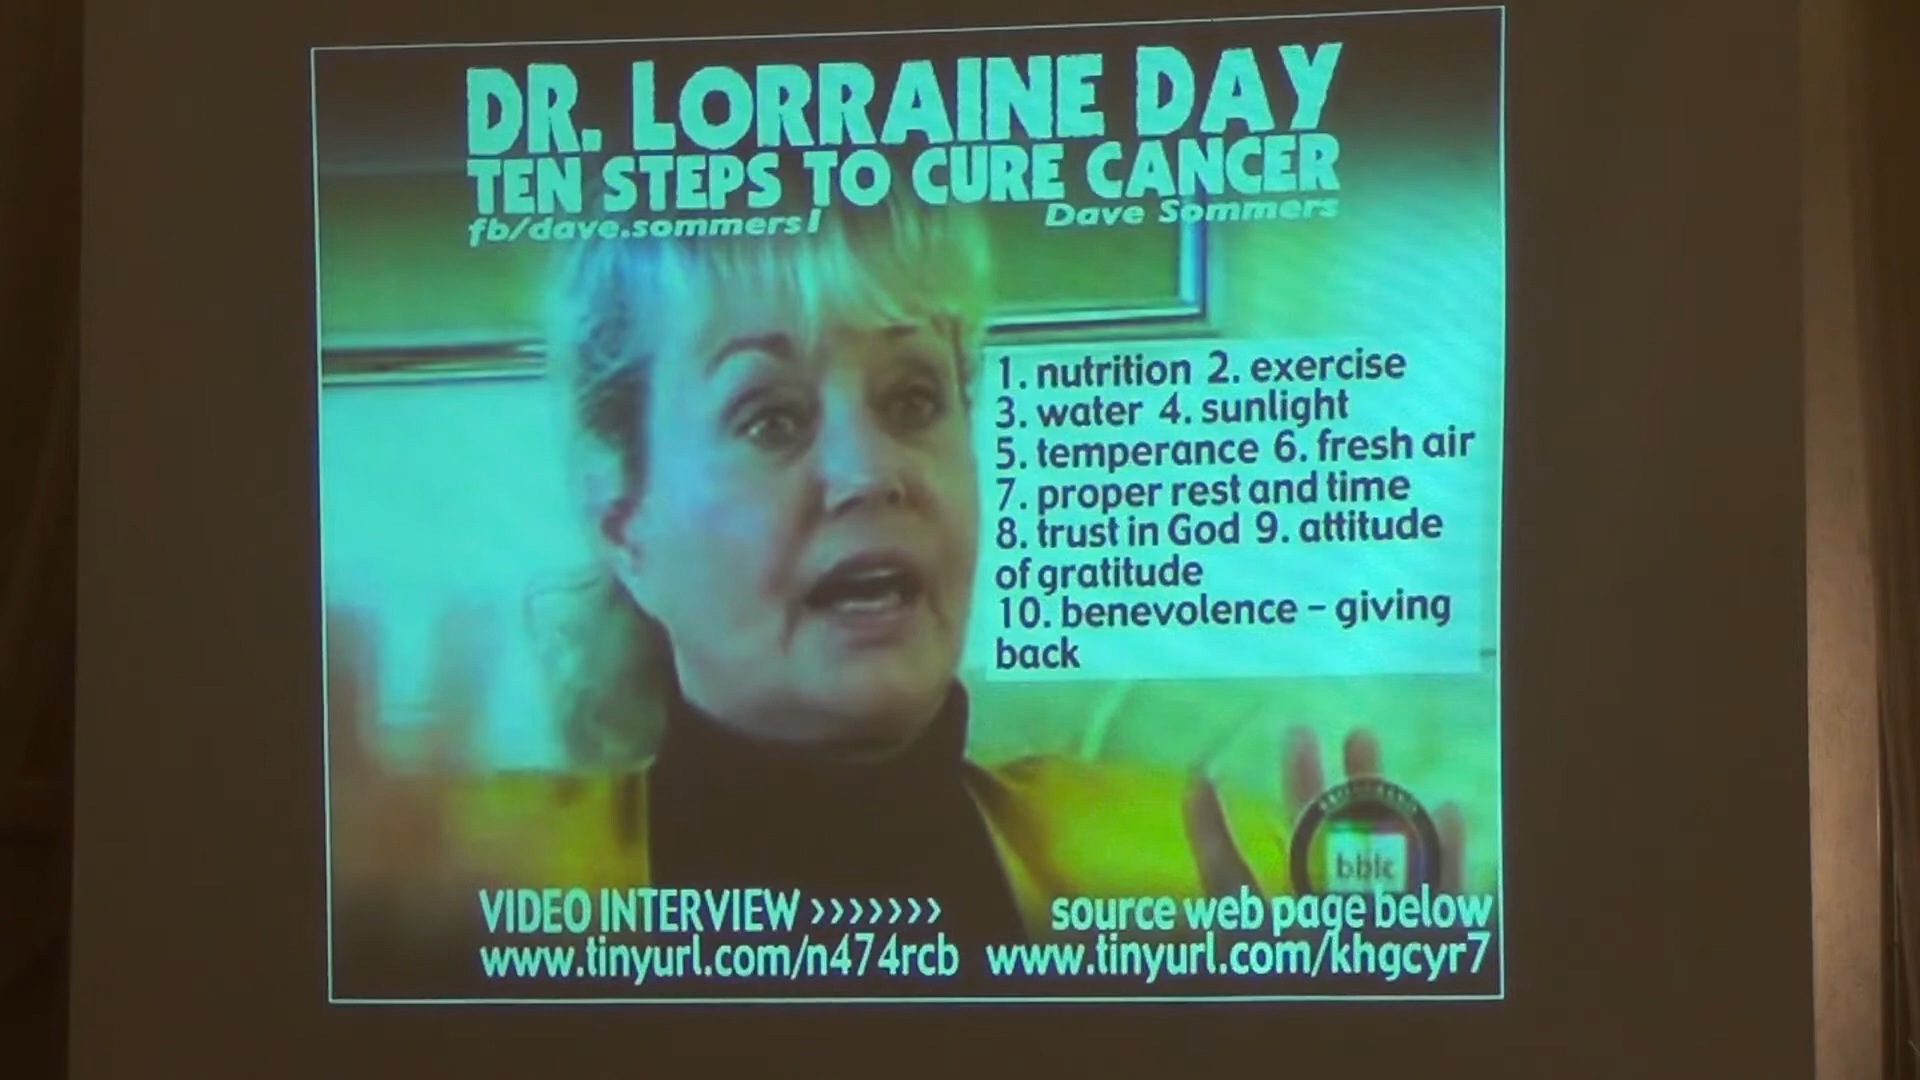 DR. LORRAINE DAY
TEN STEPS TO CURE CANCER
fb/dave.sommers1 Dave Sommers
1. nutrition 2. exercise
3. water 4. sunlight
5. temperance 6. fresh air
7. proper rest and time
8. trust in God 9. attitude
of gratitude
10. benevolence – giving
back
bblc
VIDEO INTERVIEW >>>>>>> source web page below
www.tinyurl.com/n474rcb www.tinyurl.com/khgcyr7